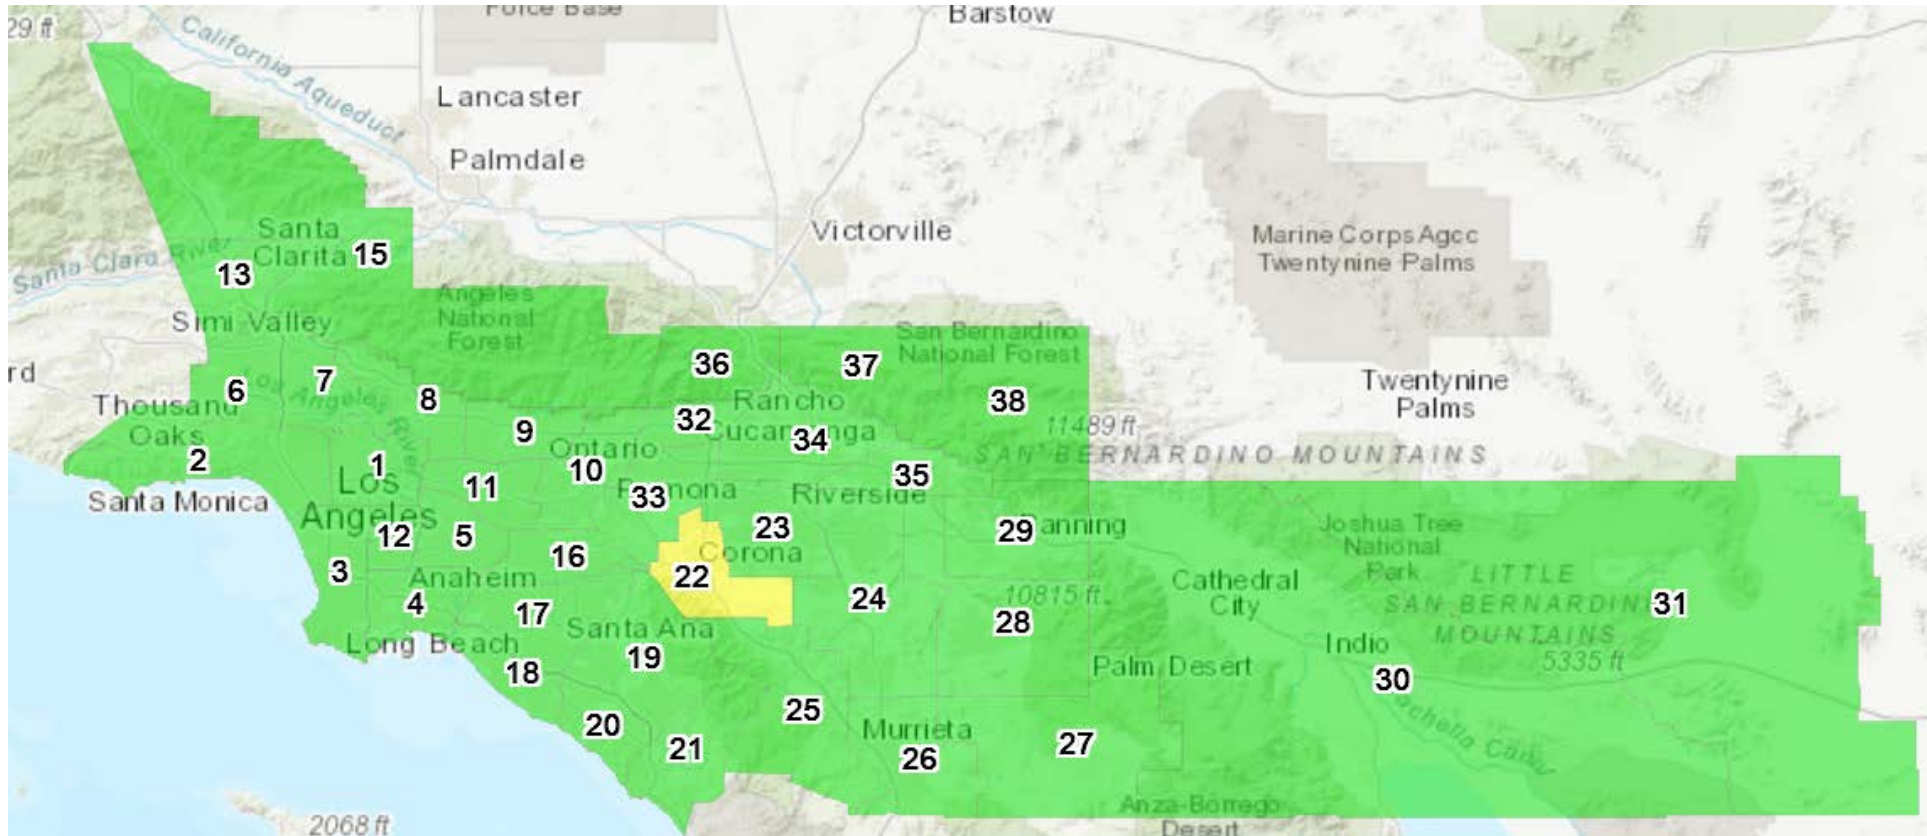 Force Base
Barstow
29 ft
California Aqueduct
Lancaster
Palmdale
Santa
Clarita
15
Victorville
Marine Corps Agcc
Twentynine Palms
Santa Clara River
13
Angeles
National
Forest
Simi Valley
San Bernardino
National Forest
36
37
rd
6
7
8
Los Angeles River
Twentynine
Palms
38
Thousand
Oaks
Rancho
Cucamonga
32
34
11489 ft
9
Ontario
SAN BERNARDINO MOUNTAINS
2
1
10
35
Los
Angeles
11
Pomona
33
Riverside
Santa Monica
12
5
23
29
Banning
Joshua Tree
National
Park
16
Corona
3
Anaheim
22
Cathedral
City
LITTLE
SAN BERNARDINO
MOUNTAINS
31
4
17
24
10815 ft
28
Santa Ana
Long Beach
19
Indio
5335 ft
18
Palm Desert
30
25
20
21
Murrieta
26
27
Coachella Canal
Anza-Borrego
Desert
2068 ft